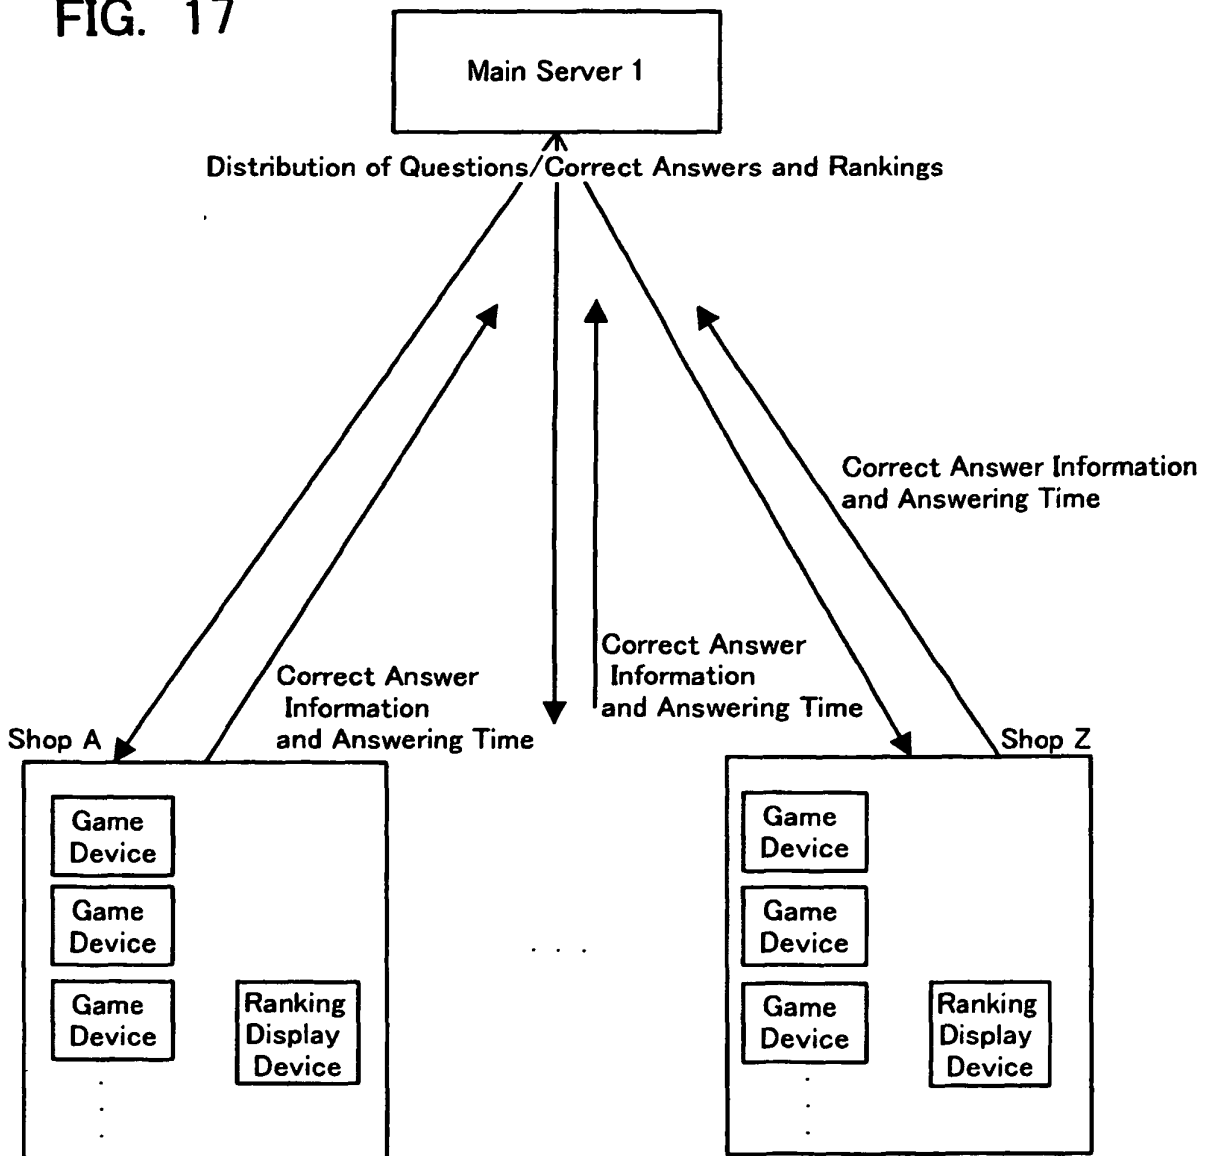 FIG. 17
Main Server 1
Distribution of Questions/Correct Answers and Rankings
Correct Answer Information
and Answering Time
Correct Answer
Information
and Answering Time
Correct Answer
Information
and Answering Time
Shop A
Shop Z
Game
Device
Game
Device
Game
Device
Ranking
Display
Device
. . .
Game
Device
Game
Device
Game
Device
Ranking
Display
Device